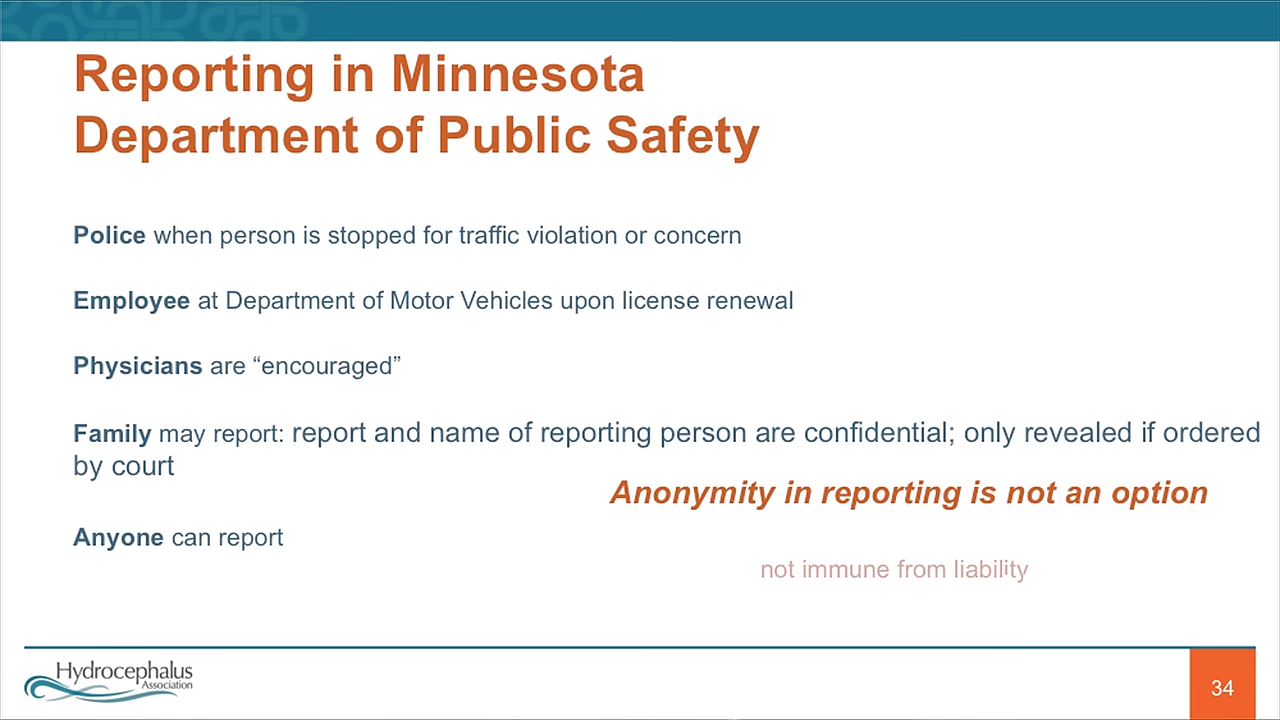 Reporting in Minnesota
Department of Public Safety
Police when person is stopped for traffic violation or concern
Employee at Department of Motor Vehicles upon license renewal
Physicians are “encouraged”
Family may report: report and name of reporting person are confidential; only revealed if ordered
by court
Anonymity in reporting is not an option
Anyone can report
not immune from liability
Hydrocephalus
Association
34